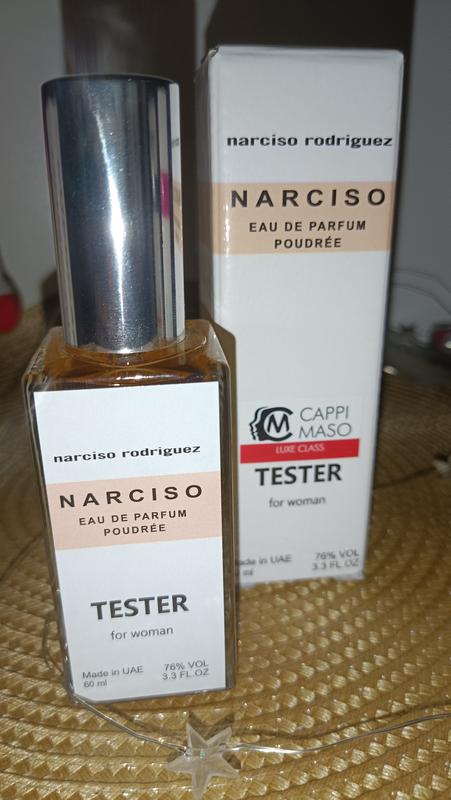 narciso rodriguez
NARCISO
EAU DE PARFUM
POUDRÉE
CM CAPPI
MASO
LUXE CLASS
TESTER
for woman
in UAE 76% VOL
ml 3.3 FL.OZ
narciso rodriguez
NARCISO
EAU DE PARFUM
POUDRÉE
TESTER
for woman
Made in UAE 76% VOL
60 ml 3.3 FL.OZ